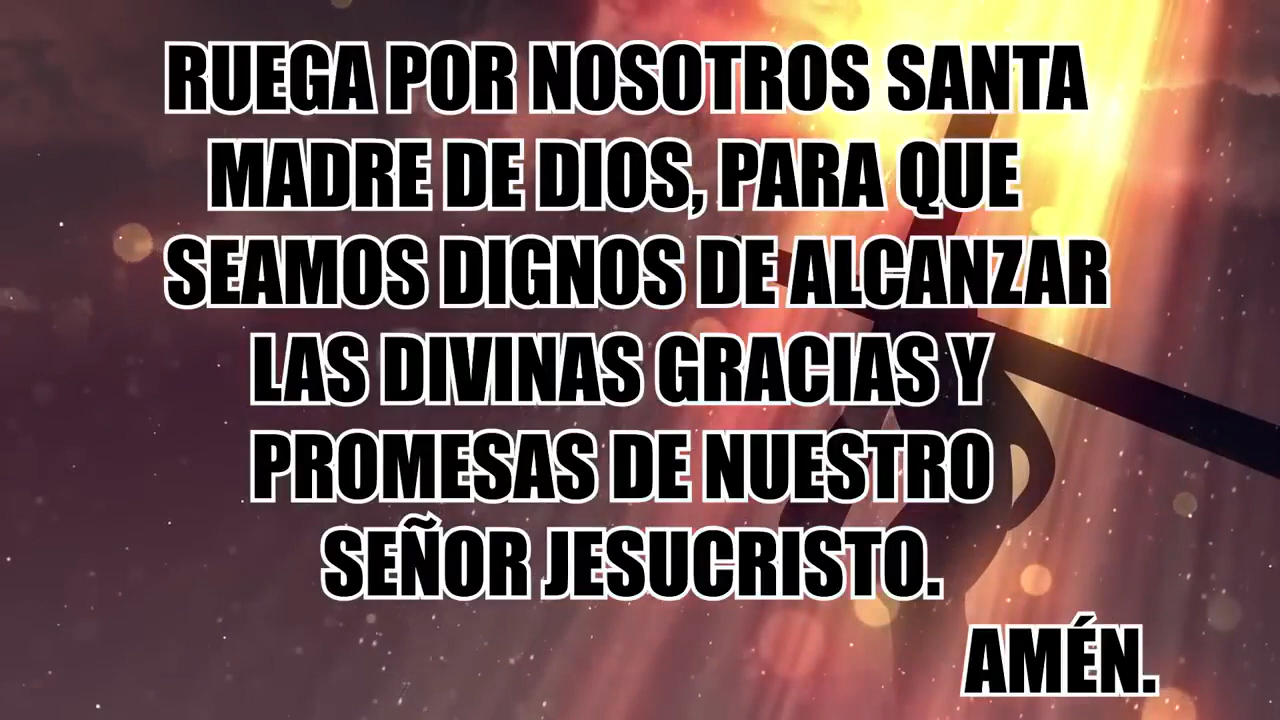 RUEGA POR NOSOTROS SANTA
MADRE DE DIOS, PARA QUE
SEAMOS DIGNOS DE ALCANZAR
LAS DIVINAS GRACIAS Y
PROMESAS DE NUESTRO
SEÑOR JESUCRISTO.
AMÉN.